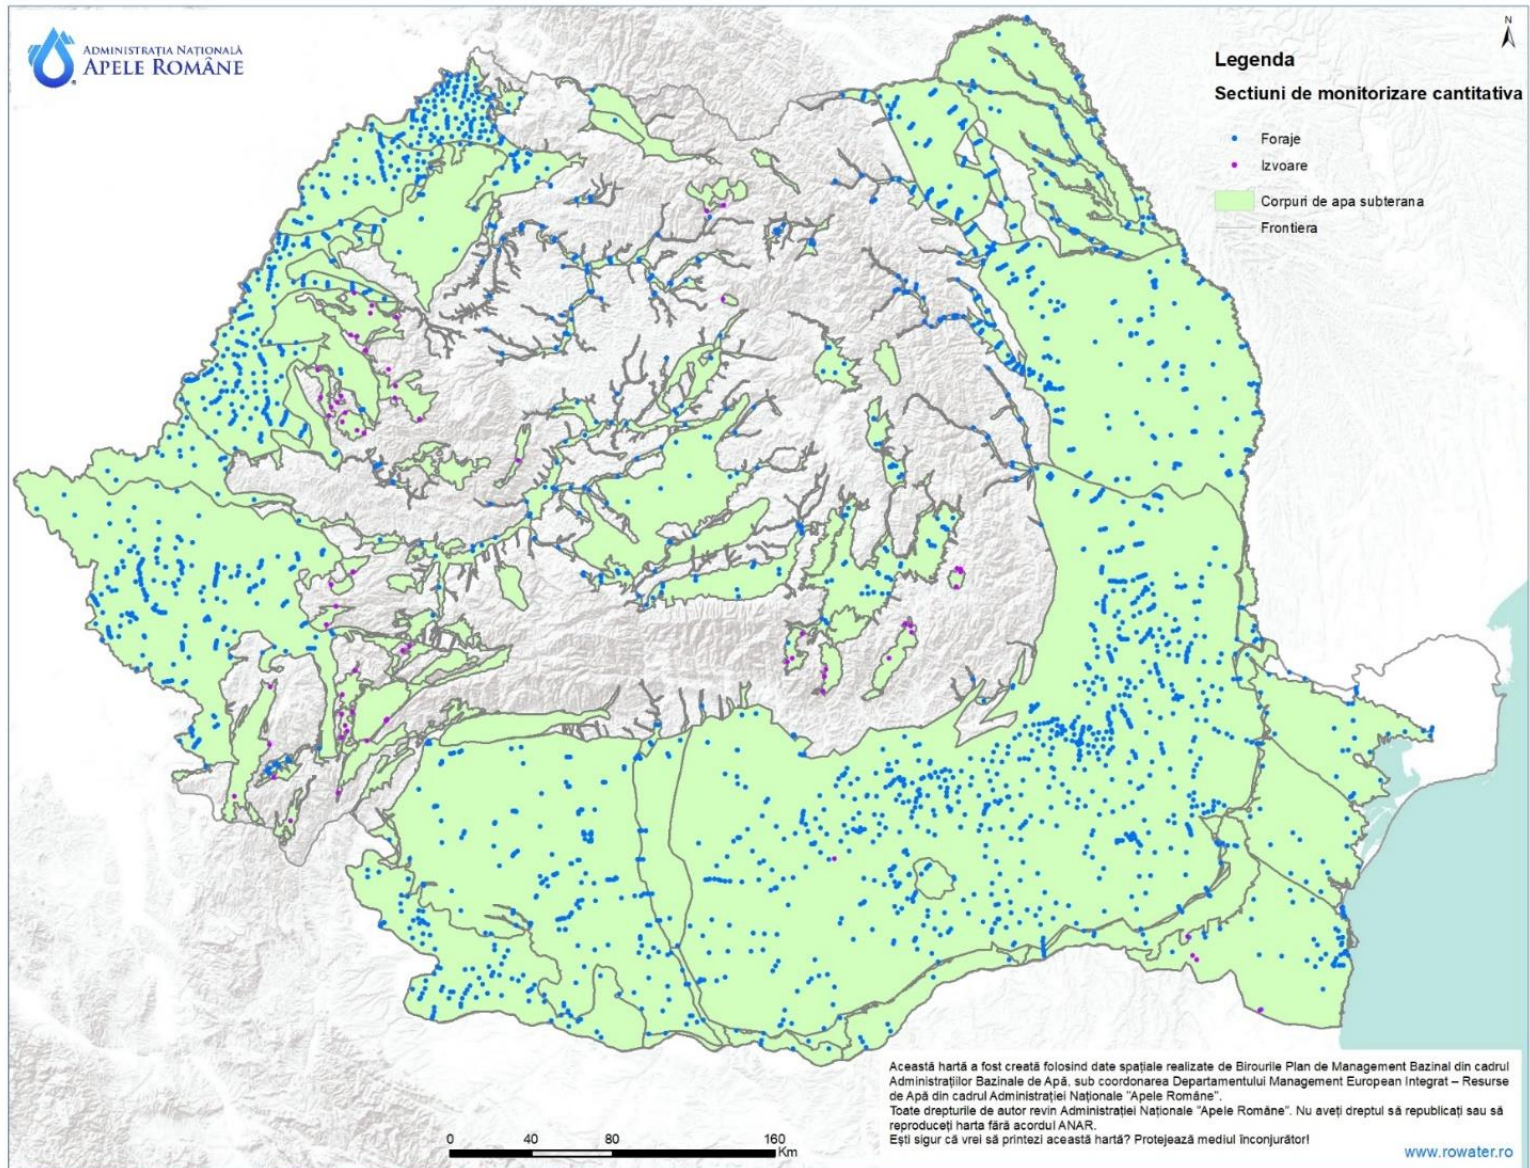 ADMINISTRAȚIA NAȚIONALĂ
APELE ROMÂNE
N
Legenda
Sectiuni de monitorizare cantitativa
Foraje
Izvoare
Corpuri de apa subterana
Frontiera
Această hartă a fost creată folosind date spațiale realizate de Birourile Plan de Management Bazinal din cadrul
Administrațiilor Bazinale de Apă, sub coordonarea Departamentului Management European Integrat – Resurse
de Apă din cadrul Administrației Naționale "Apele Române".
Toate drepturile de autor revin Administrației Naționale "Apele Române". Nu aveți dreptul să republicați sau să
reproduceți harta fără acordul ANAR.
Ești sigur că vrei să printezi această hartă? Protejează mediul înconjurător!
0 40 80 160
Km
www.rowater.ro